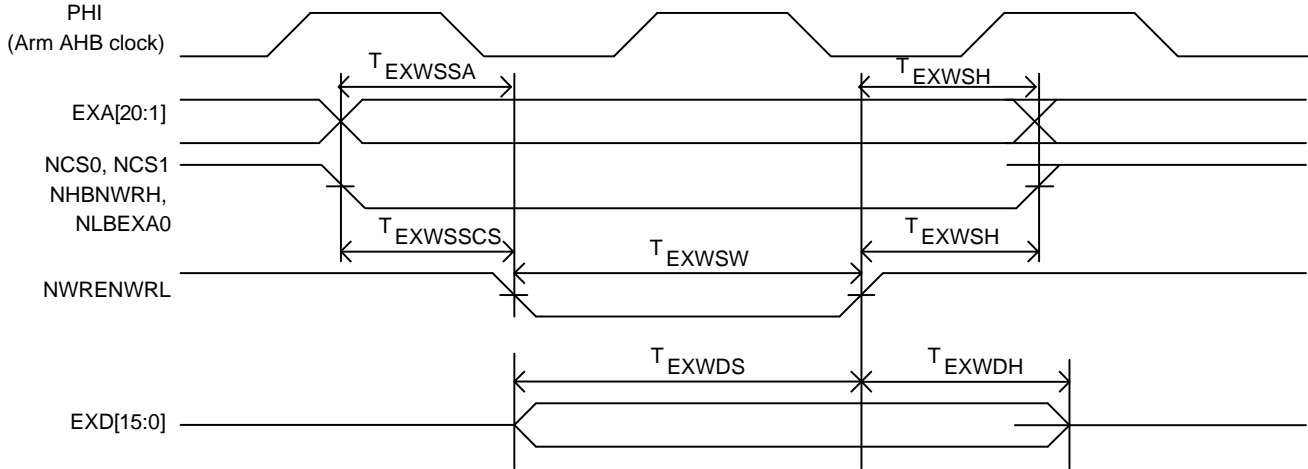 PHI
(Arm AHB clock)
TEXWSSA
TEXWSH
EXA[20:1]
NCS0, NCS1
NHBNWRH,
NLBEXA0
TEXWSSCS
TEXWSH
TEXWSW
NWRENWRL
TEXWDS
TEXWDH
EXD[15:0]